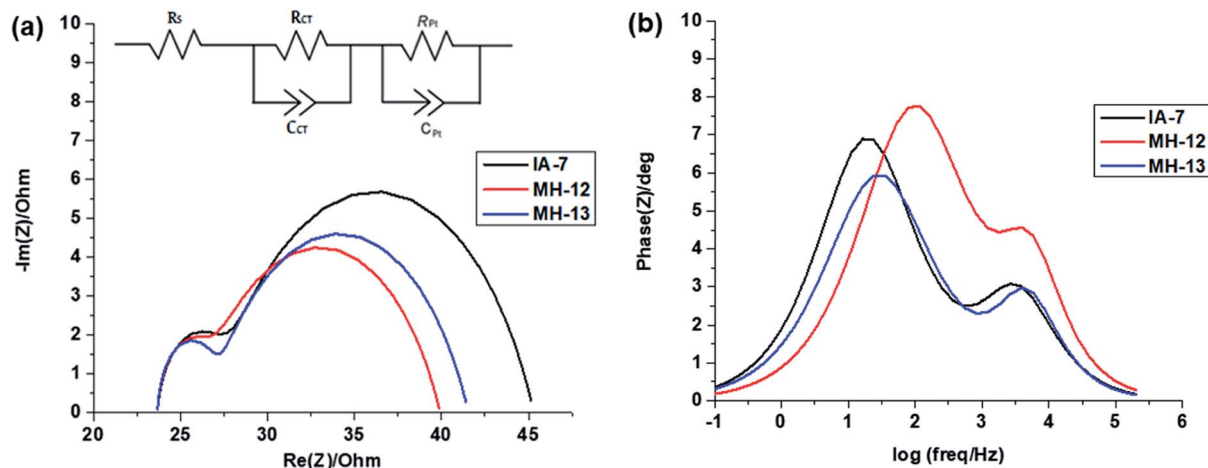 (a)
10
9
8
7
6
5
4
3
2
1
0
-Im(Z)/Ohm
20 25 30 35 40 45
Re(Z)/Ohm
RS RCT RPt
CCT CPt
IA-7
MH-12
MH-13
(b)
10
9
8
7
6
5
4
3
2
1
0
Phase(Z)/deg
-1 0 1 2 3 4 5 6
log (freq/Hz)
IA-7
MH-12
MH-13